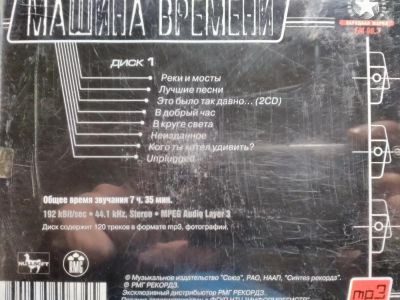 МАШИНА ВРЕМЕНИ
ДИСК 1
Реки и мосты
Лучшие песни
Это было так давно... (2CD)
В добрый час
В круге света
Неизданное
Кого ты хотел удивить?
Unplugged
Общее время звучания 7 ч. 35 мин.
192 kBit/sec • 44.1 kHz, Stereo • MPEG Audio Layer 3
Диск содержит 120 треков в формате mp3, фотографии.
© Музыкальное издательство "Союз", РАО, НААП, "Синтез рекордз".
℗ РМГ РЕКОРДЗ.
Эксклюзивный дистрибьютор РМГ РЕКОРДЗ.
RMG
mp3